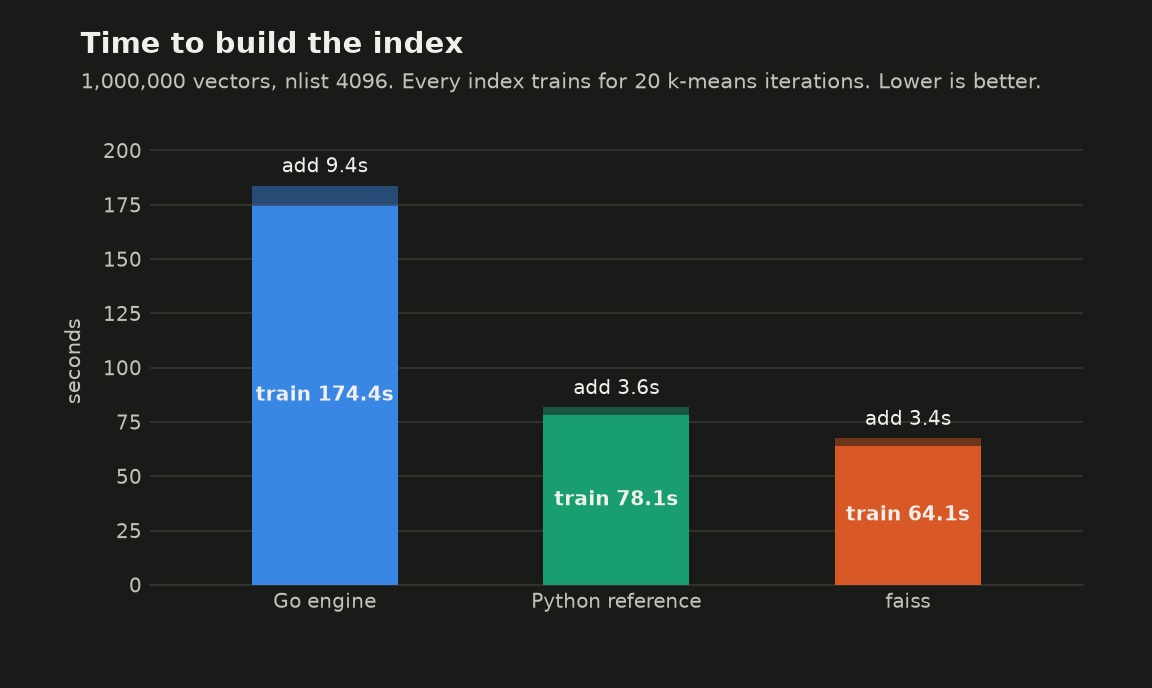 Time to build the index
1,000,000 vectors, nlist 4096. Every index trains for 20 k-means iterations. Lower is better.
seconds
200
175
150
125
100
75
50
25
0
add 9.4s
train 174.4s
add 3.6s
train 78.1s
add 3.4s
train 64.1s
Go engine
Python reference
faiss